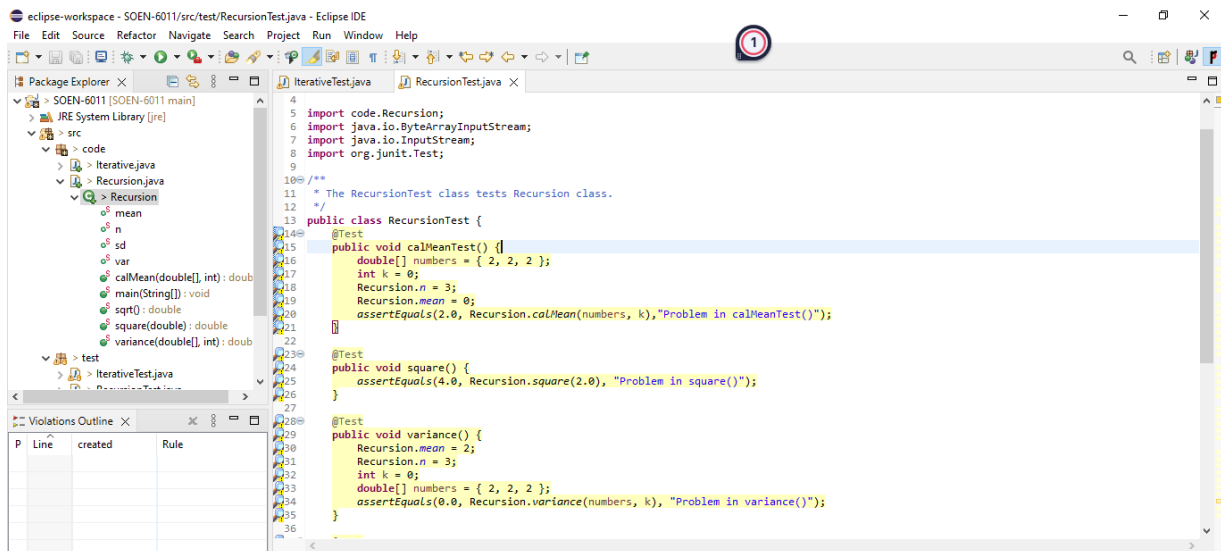 eclipse-workspace - SOEN-6011/src/test/RecursionTest.java - Eclipse IDE
File Edit Source Refactor Navigate Search Project Run Window Help
1
Package Explorer
> SOEN-6011 [SOEN-6011 main]
JRE System Library [jre]
> src
> code
> Iterative.java
> Recursion.java
> Recursion
mean
n
sd
var
calMean(double[], int) : doub
main(String[]) : void
sqrt() : double
square(double) : double
variance(double[], int) : doub
> test
> IterativeTest.java
Violations Outline
P Line created Rule
IterativeTest.java RecursionTest.java
4
5 import code.Recursion;
6 import java.io.ByteArrayInputStream;
7 import java.io.InputStream;
8 import org.junit.Test;
9
10 /**
11 * The RecursionTest class tests Recursion class.
12 */
13 public class RecursionTest {
14 @Test
15 public void calMeanTest() {
16 double[] numbers = { 2, 2, 2 };
17 int k = 0;
18 Recursion.n = 3;
19 Recursion.mean = 0;
20 assertEquals(2.0, Recursion.calMean(numbers, k),"Problem in calMeanTest()");
21 }
22
23 @Test
24 public void square() {
25 assertEquals(4.0, Recursion.square(2.0), "Problem in square()");
26 }
27
28 @Test
29 public void variance() {
30 Recursion.mean = 2;
31 Recursion.n = 3;
32 int k = 0;
33 double[] numbers = { 2, 2, 2 };
34 assertEquals(0.0, Recursion.variance(numbers, k), "Problem in variance()");
35 }
36